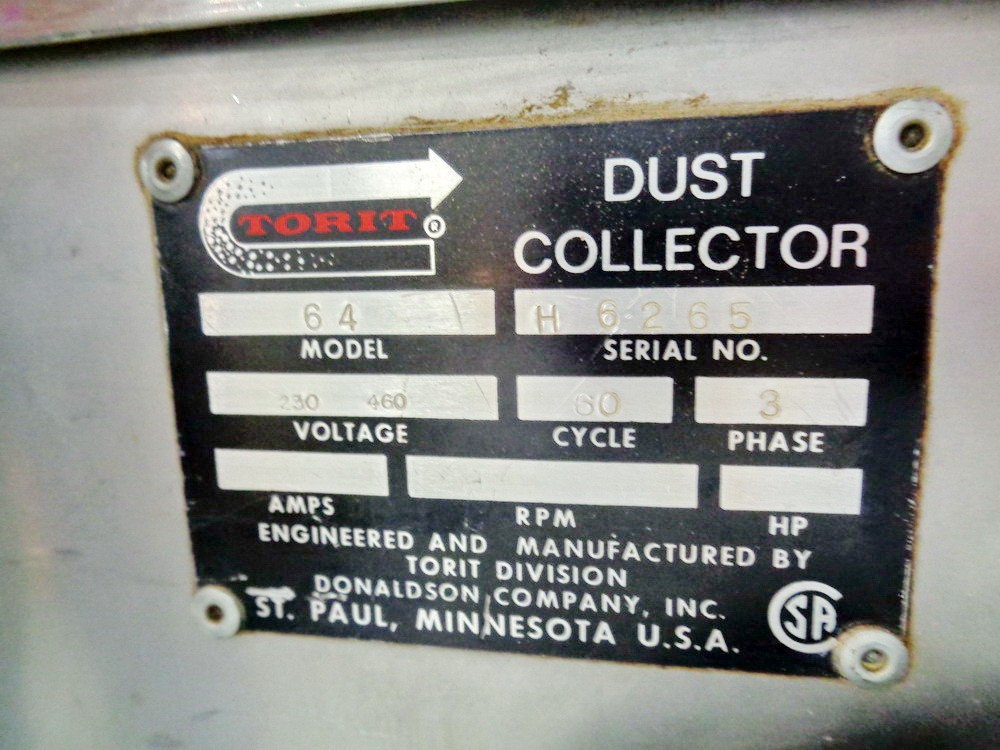 TORIT ®
DUST
COLLECTOR
64
MODEL
H 6265
SERIAL NO.
230 460
VOLTAGE
60
CYCLE
3
PHASE
AMPS
RPM
HP
ENGINEERED AND MANUFACTURED BY
TORIT DIVISION
DONALDSON COMPANY, INC.
ST. PAUL, MINNESOTA U.S.A.
SA